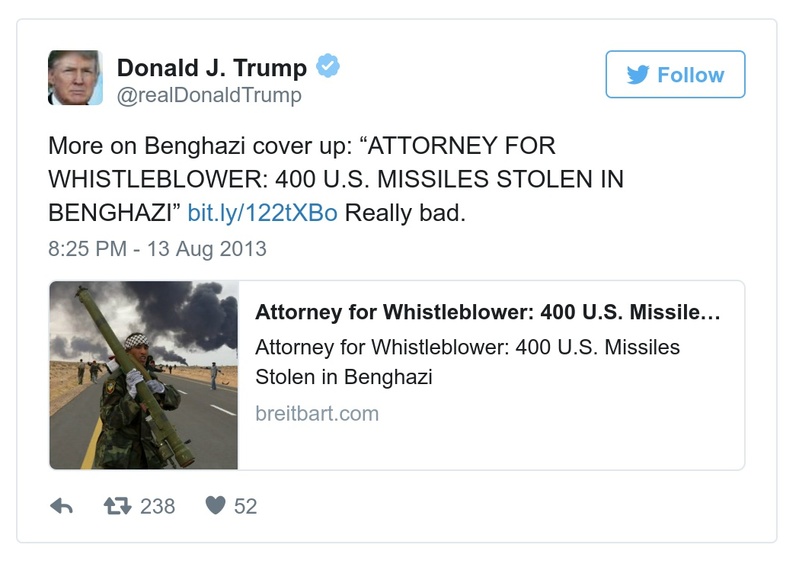 Donald J. Trump
@realDonaldTrump
Follow
More on Benghazi cover up: “ATTORNEY FOR
WHISTLEBLOWER: 400 U.S. MISSILES STOLEN IN
BENGHAZI” bit.ly/122tXBo Really bad.
8:25 PM - 13 Aug 2013
Attorney for Whistleblower: 400 U.S. Missile...
Attorney for Whistleblower: 400 U.S. Missiles
Stolen in Benghazi
breitbart.com
238 52